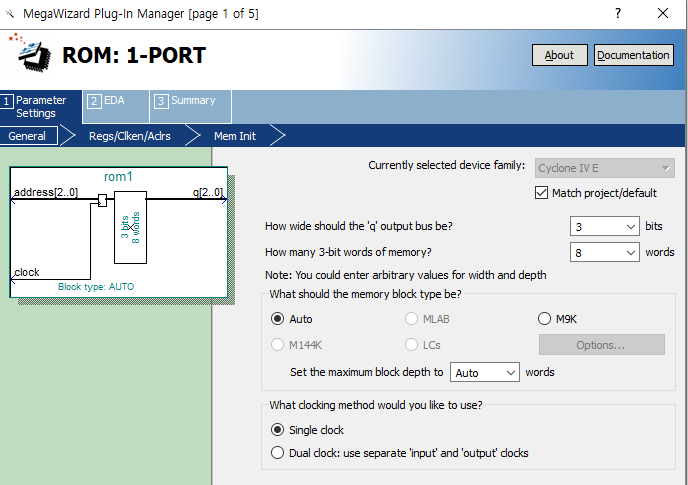 MegaWizard Plug-In Manager [page 1 of 5]
ROM: 1-PORT
About
Documentation
1 Parameter Settings
2 EDA
3 Summary
General
Regs/Clken/Aclrs
Mem Init
rom1
address[2..0]
q[2..0]
3 bits
8 words
clock
Block type: AUTO
Currently selected device family:
Cyclone IV E
Match project/default
How wide should the 'q' output bus be?
3
bits
How many 3-bit words of memory?
8
words
Note: You could enter arbitrary values for width and depth
What should the memory block type be?
Auto
MLAB
M9K
M144K
LCs
Options...
Set the maximum block depth to
Auto
words
What clocking method would you like to use?
Single clock
Dual clock: use separate 'input' and 'output' clocks